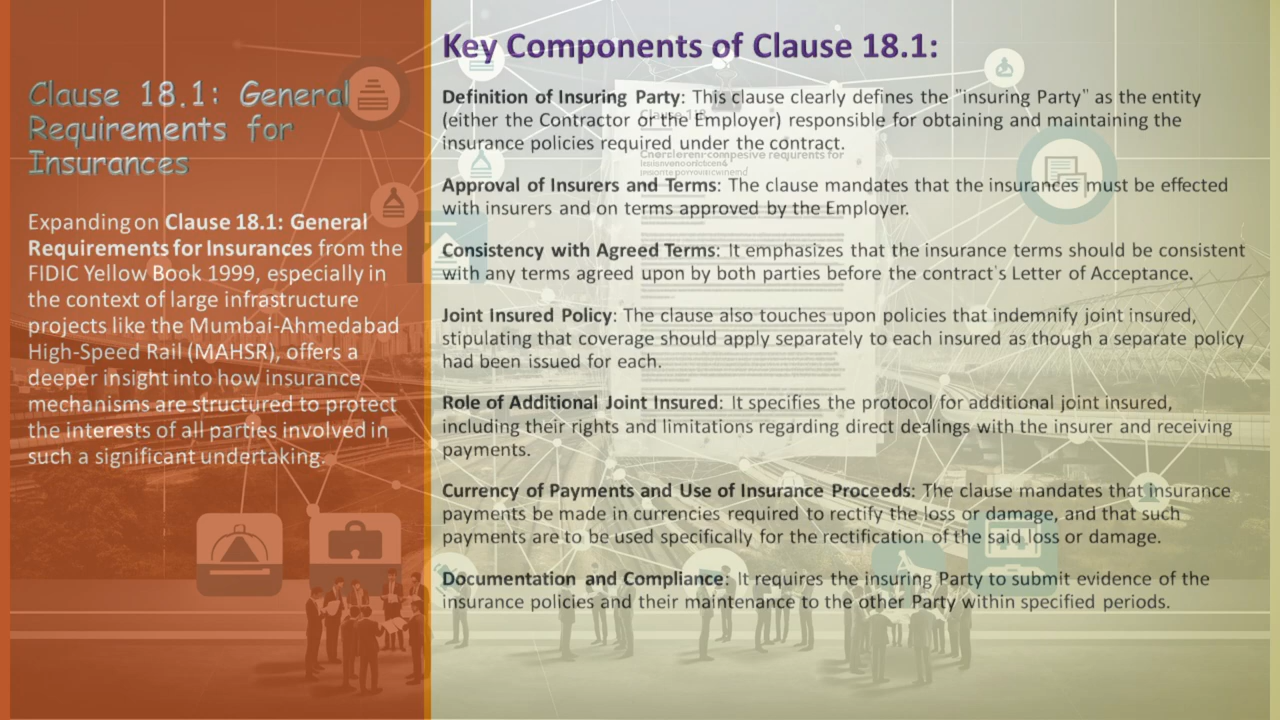 Clause 18.1: General
Requirements for
Insurances
Expanding on Clause 18.1: General
Requirements for Insurances from the
FIDIC Yellow Book 1999, especially in
the context of large infrastructure
projects like the Mumbai-Ahmedabad
High-Speed Rail (MAHSR), offers a
deeper insight into how insurance
mechanisms are structured to protect
the interests of all parties involved in
such a significant undertaking.
Key Components of Clause 18.1:
Definition of Insuring Party: This clause clearly defines the "insuring Party" as the entity
(either the Contractor or the Employer) responsible for obtaining and maintaining the
insurance policies required under the contract.
Approval of Insurers and Terms: The clause mandates that the insurances must be effected
with insurers and on terms approved by the Employer.
Consistency with Agreed Terms: It emphasizes that the insurance terms should be consistent
with any terms agreed upon by both parties before the contract's Letter of Acceptance.
Joint Insured Policy: The clause also touches upon policies that indemnify joint insured,
stipulating that coverage should apply separately to each insured as though a separate policy
had been issued for each.
Role of Additional Joint Insured: It specifies the protocol for additional joint insured,
including their rights and limitations regarding direct dealings with the insurer and receiving
payments.
Currency of Payments and Use of Insurance Proceeds: The clause mandates that insurance
payments be made in currencies required to rectify the loss or damage, and that such
payments are to be used specifically for the rectification of the said loss or damage.
Documentation and Compliance: It requires the insuring Party to submit evidence of the
insurance policies and their maintenance to the other Party within specified periods.